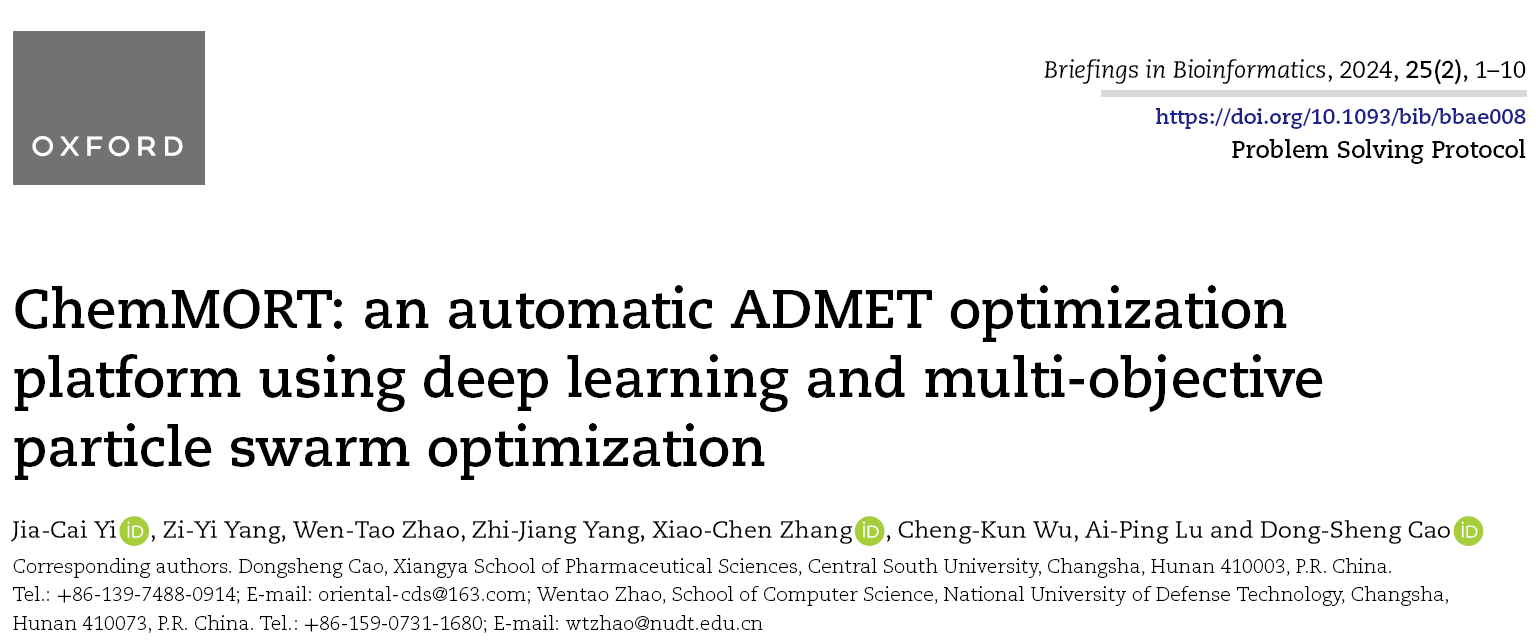 OXFORD
Briefings in Bioinformatics, 2024, 25(2), 1–10
https://doi.org/10.1093/bib/bbae008
Problem Solving Protocol
ChemMORT: an automatic ADMET optimization
platform using deep learning and multi-objective
particle swarm optimization
Jia-Cai Yi iD, Zi-Yi Yang, Wen-Tao Zhao, Zhi-Jiang Yang, Xiao-Chen Zhang iD, Cheng-Kun Wu, Ai-Ping Lu and Dong-Sheng Cao iD
Corresponding authors. Dongsheng Cao, Xiangya School of Pharmaceutical Sciences, Central South University, Changsha, Hunan 410003, P.R. China.
Tel.: +86-139-7488-0914; E-mail: oriental-cds@163.com; Wentao Zhao, School of Computer Science, National University of Defense Technology, Changsha,
Hunan 410073, P.R. China. Tel.: +86-159-0731-1680; E-mail: wtzhao@nudt.edu.cn